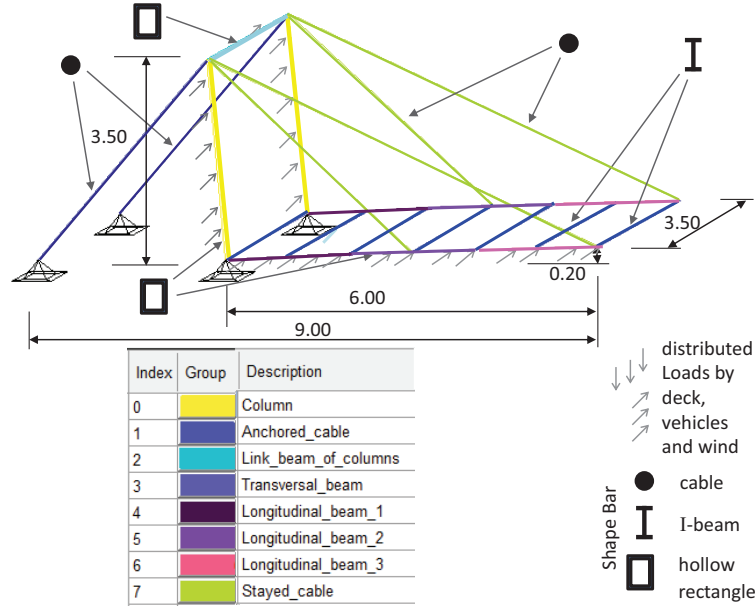 3.50
3.50
0.20
6.00
9.00
Index Group Description
0 Column
1 Anchored_cable
2 Link_beam_of_columns
3 Transversal_beam
4 Longitudinal_beam_1
5 Longitudinal_beam_2
6 Longitudinal_beam_3
7 Stayed_cable
distributed
Loads by
deck,
vehicles
and wind
Shape Bar
cable
I-beam
hollow
rectangle